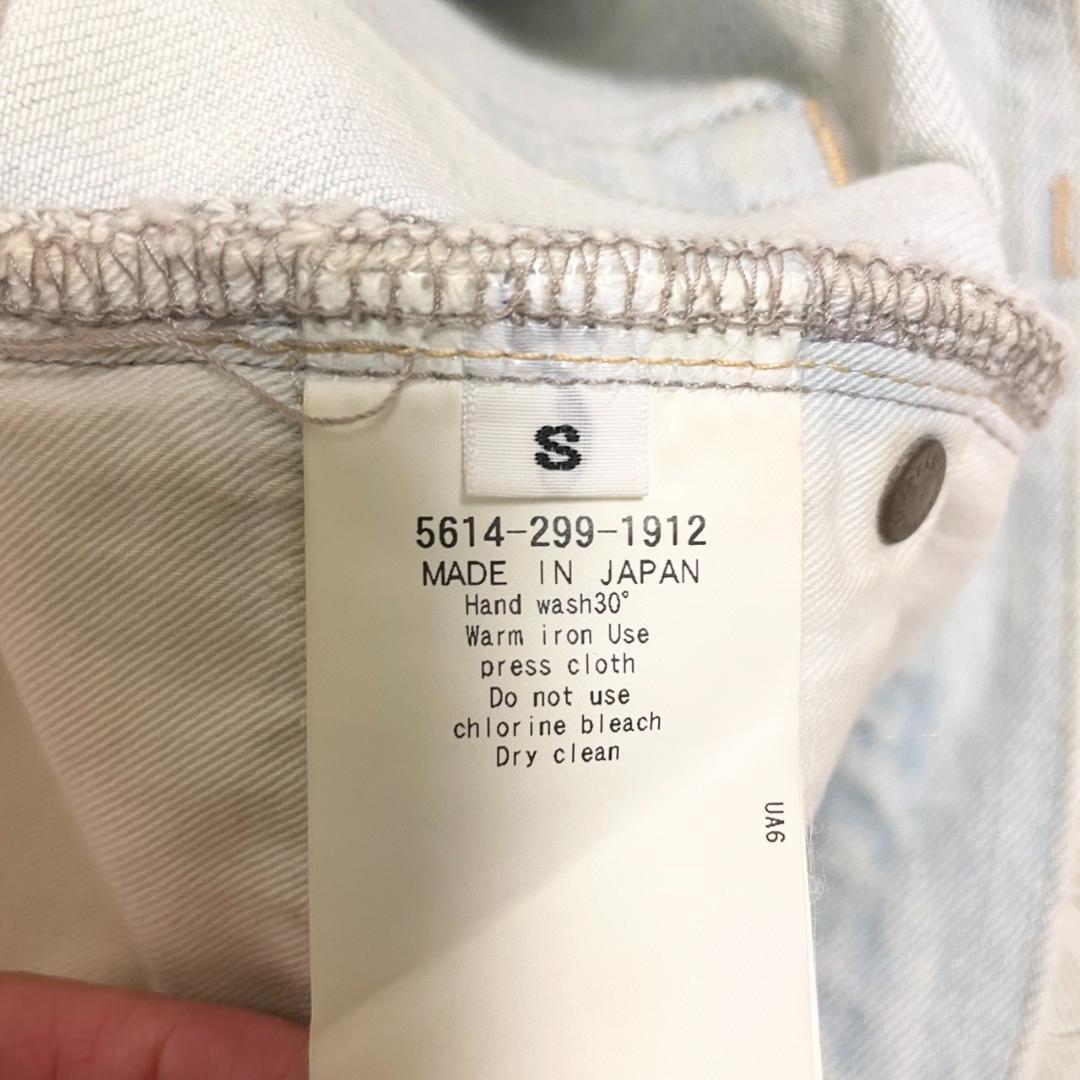 S
5614-299-1912
MADE IN JAPAN
Hand wash30°
Warm iron Use
press cloth
Do not use
chlorine bleach
Dry clean
UA6